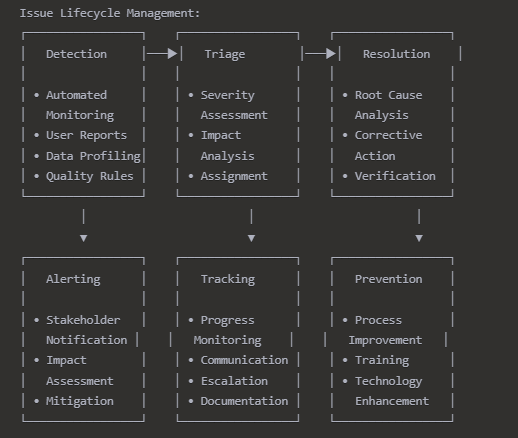 Issue Lifecycle Management:
Detection
• Automated
Monitoring
• User Reports
• Data Profiling
• Quality Rules
Triage
• Severity
Assessment
• Impact
Analysis
• Assignment
Resolution
• Root Cause
Analysis
• Corrective
Action
• Verification
Alerting
• Stakeholder
Notification
• Impact
Assessment
• Mitigation
Tracking
• Progress
Monitoring
• Communication
• Escalation
• Documentation
Prevention
• Process
Improvement
• Training
• Technology
Enhancement